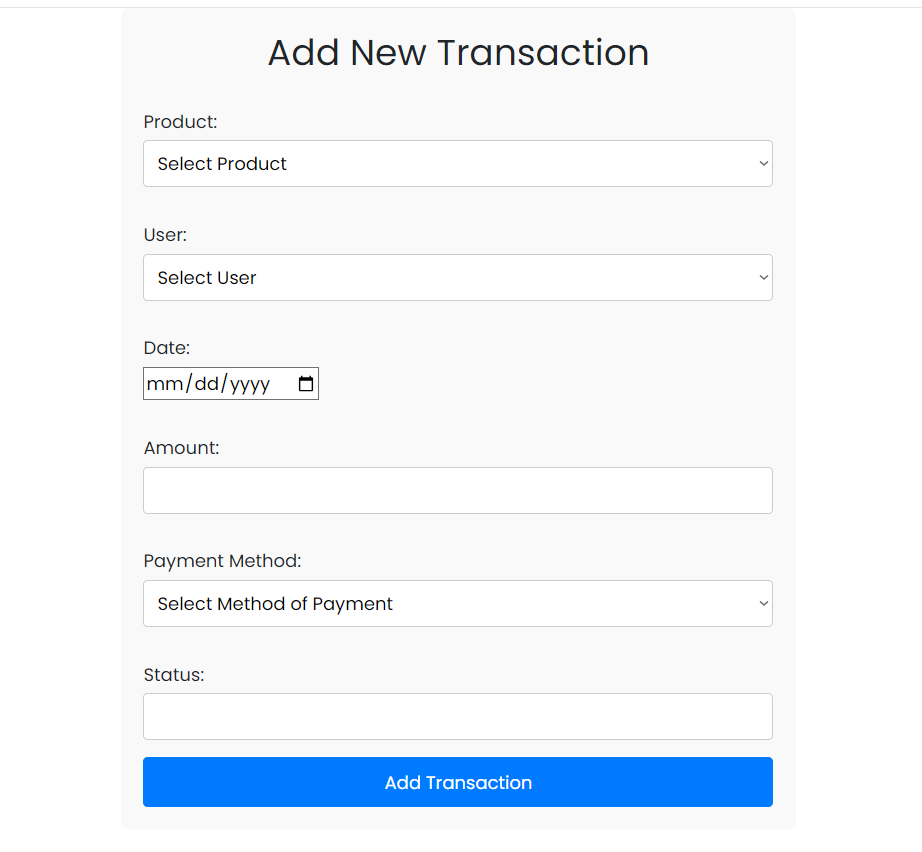 Add New Transaction
Product:
Select Product
User:
Select User
Date:
mm/dd/yyyy
Amount:
Payment Method:
Select Method of Payment
Status:
Add Transaction